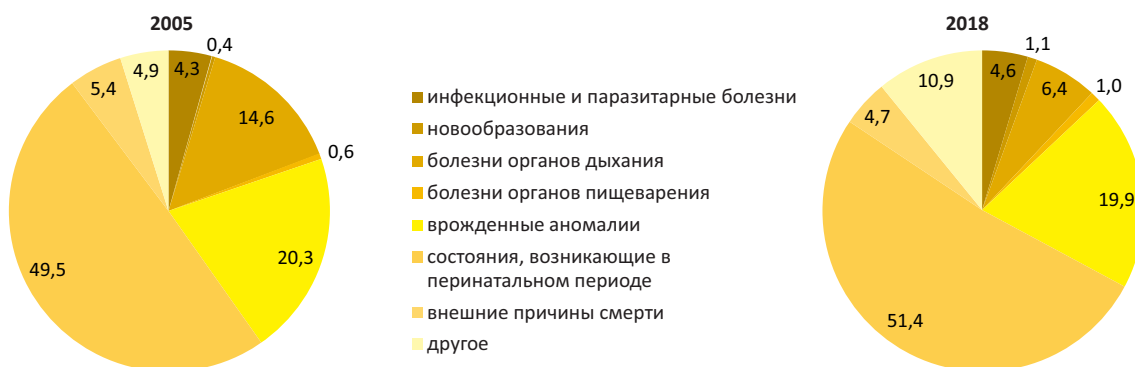 2005
4,3
0,4
14,6
0,6
20,3
49,5
5,4
4,9
инфекционные и паразитарные болезни
новообразования
болезни органов дыхания
болезни органов пищеварения
врожденные аномалии
состояния, возникающие в
перинатальном периоде
внешние причины смерти
другое
2018
4,6
1,1
6,4
1,0
19,9
51,4
4,7
10,9